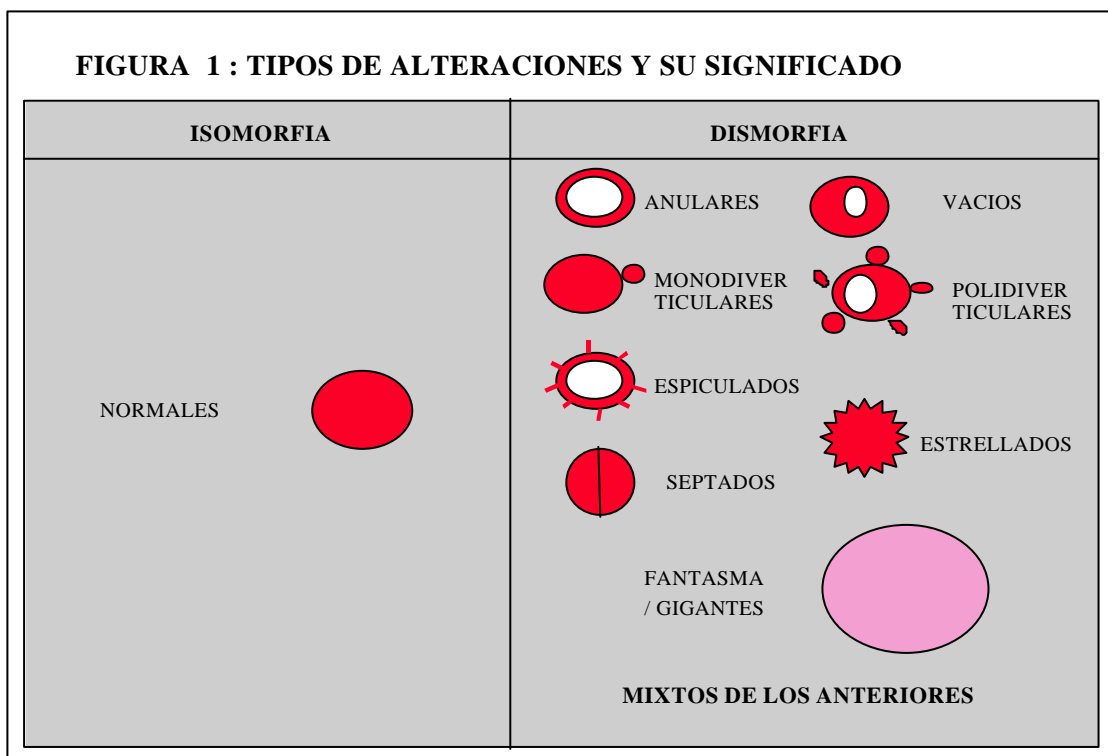 FIGURA 1 : TIPOS DE ALTERACIONES Y SU SIGNIFICADO
ISOMORFIA
DISMORFIA
NORMALES
ANULARES
VACIOS
MONODIVER
TICULARES
POLIDIVER
TICULARES
ESPICULADOS
ESTRELLADOS
SEPTADOS
FANTASMA
/ GIGANTES
MIXTOS DE LOS ANTERIORES